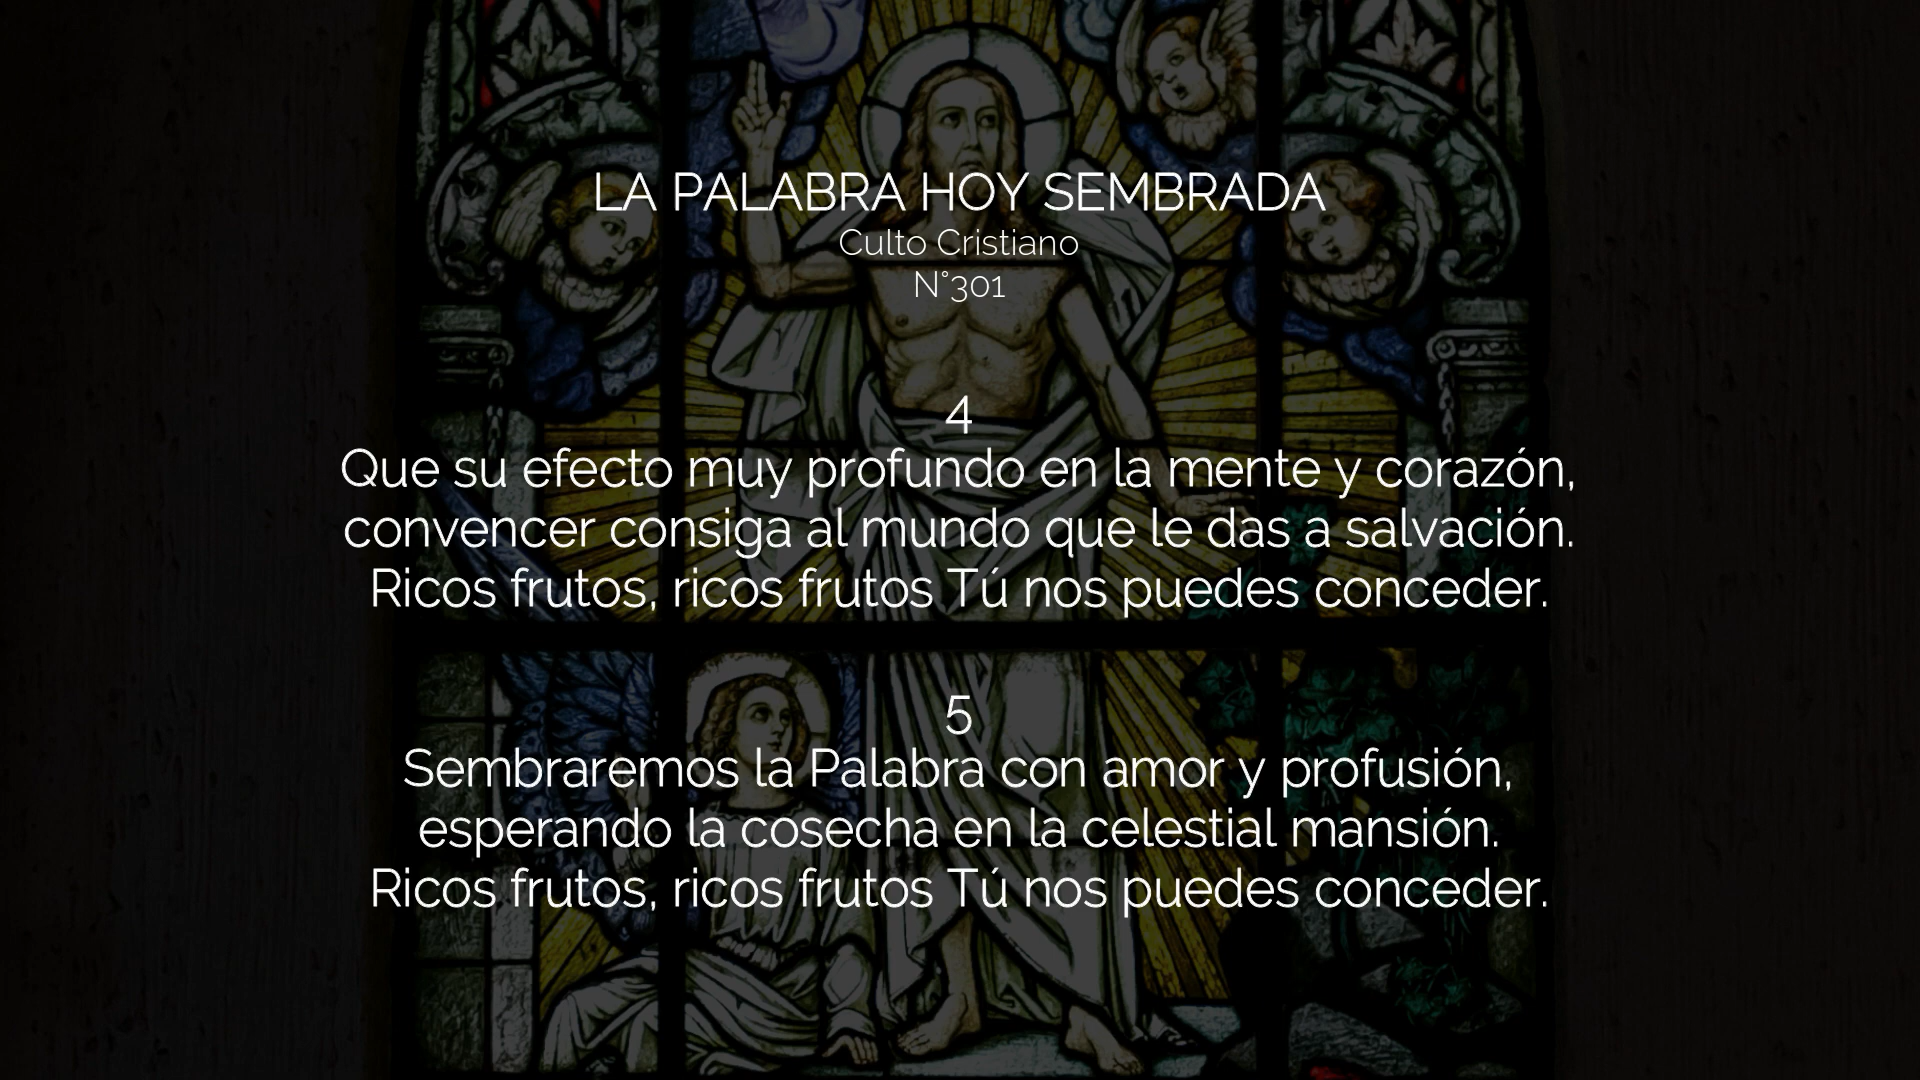 LA PALABRA HOY SEMBRADA
Culto Cristiano
N°301
4
Que su efecto muy profundo en la mente y corazón,
convencer consiga al mundo que le das a salvación.
Ricos frutos, ricos frutos Tú nos puedes conceder.
5
Sembraremos la Palabra con amor y profusión,
esperando la cosecha en la celestial mansión.
Ricos frutos, ricos frutos Tú nos puedes conceder.